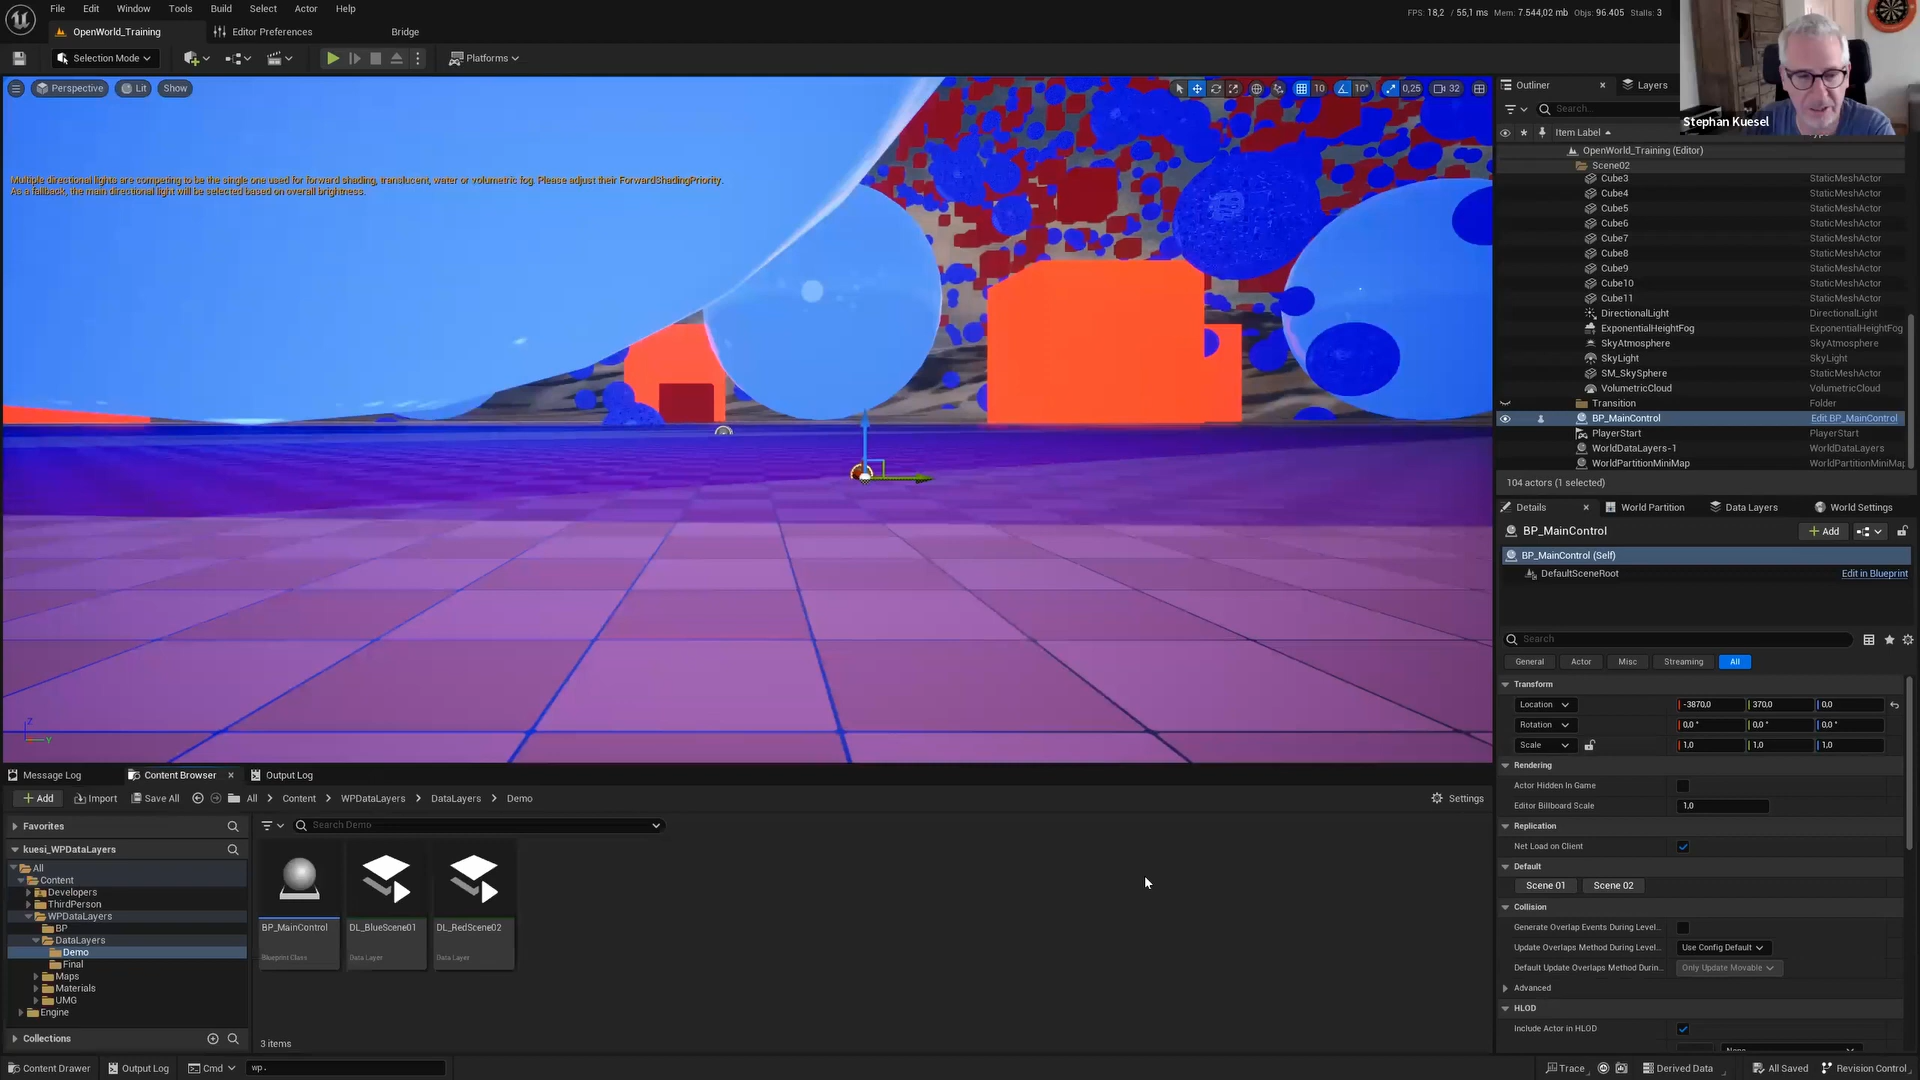 File Edit Window Tools Build Select Actor Help
FPS: 18,2 / 55,1 ms Mem: 7.544,02 mb Objs: 96.405 Stalls: 3
OpenWorld_Training Editor Preferences Bridge
Selection Mode Platforms
Perspective Lit Show
10 10° 0,25 32
Multiple directional lights are competing to be the single one used for forward shading, translucent, water or volumetric fog. Please adjust their ForwardShadingPriority.
As a fallback, the main directional light will be selected based on overall brightness.
Stephan Kuesel
Outliner Layers
Search...
Item Label
OpenWorld_Training (Editor)
Scene02
Cube3 StaticMeshActor
Cube4 StaticMeshActor
Cube5 StaticMeshActor
Cube6 StaticMeshActor
Cube7 StaticMeshActor
Cube8 StaticMeshActor
Cube9 StaticMeshActor
Cube10 StaticMeshActor
Cube11 StaticMeshActor
DirectionalLight DirectionalLight
ExponentialHeightFog ExponentialHeightFog
SkyAtmosphere SkyAtmosphere
SkyLight SkyLight
SM_SkySphere StaticMeshActor
VolumetricCloud VolumetricCloud
Transition Folder
BP_MainControl Edit BP_MainControl
PlayerStart PlayerStart
WorldDataLayers-1 WorldDataLayers
WorldPartitionMiniMap WorldPartitionMiniMap
104 actors (1 selected)
Details World Partition Data Layers World Settings
BP_MainControl Add
BP_MainControl (Self)
DefaultSceneRoot Edit in Blueprint
Search
General Actor Misc Streaming All
Transform
Location -3870,0 370,0 0,0
Rotation 0,0 ° 0,0 ° 0,0 °
Scale 1,0 1,0 1,0
Rendering
Actor Hidden In Game
Editor Billboard Scale 1,0
Replication
Net Load on Client
Default
Scene 01 Scene 02
Collision
Generate Overlap Events During Level...
Update Overlaps Method During Level... Use Config Default
Default Update Overlaps Method Durin... Only Update Movable
Advanced
HLOD
Include Actor in HLOD
None
Z
Y
Message Log Content Browser Output Log
Add Import Save All All > Content > WPDataLayers > DataLayers > Demo Settings
Favorites
Search Demo
kuesi_WPDataLayers
All
Content
Developers
ThirdPerson
WPDataLayers
BP
DataLayers
Demo
Final
Maps
Materials
UMG
Engine
Collections
BP_MainControl DL_BlueScene01 DL_RedScene02
Blueprint Class Data Layer Data Layer
3 items
Content Drawer Output Log Cmd wp. Trace Derived Data All Saved Revision Control